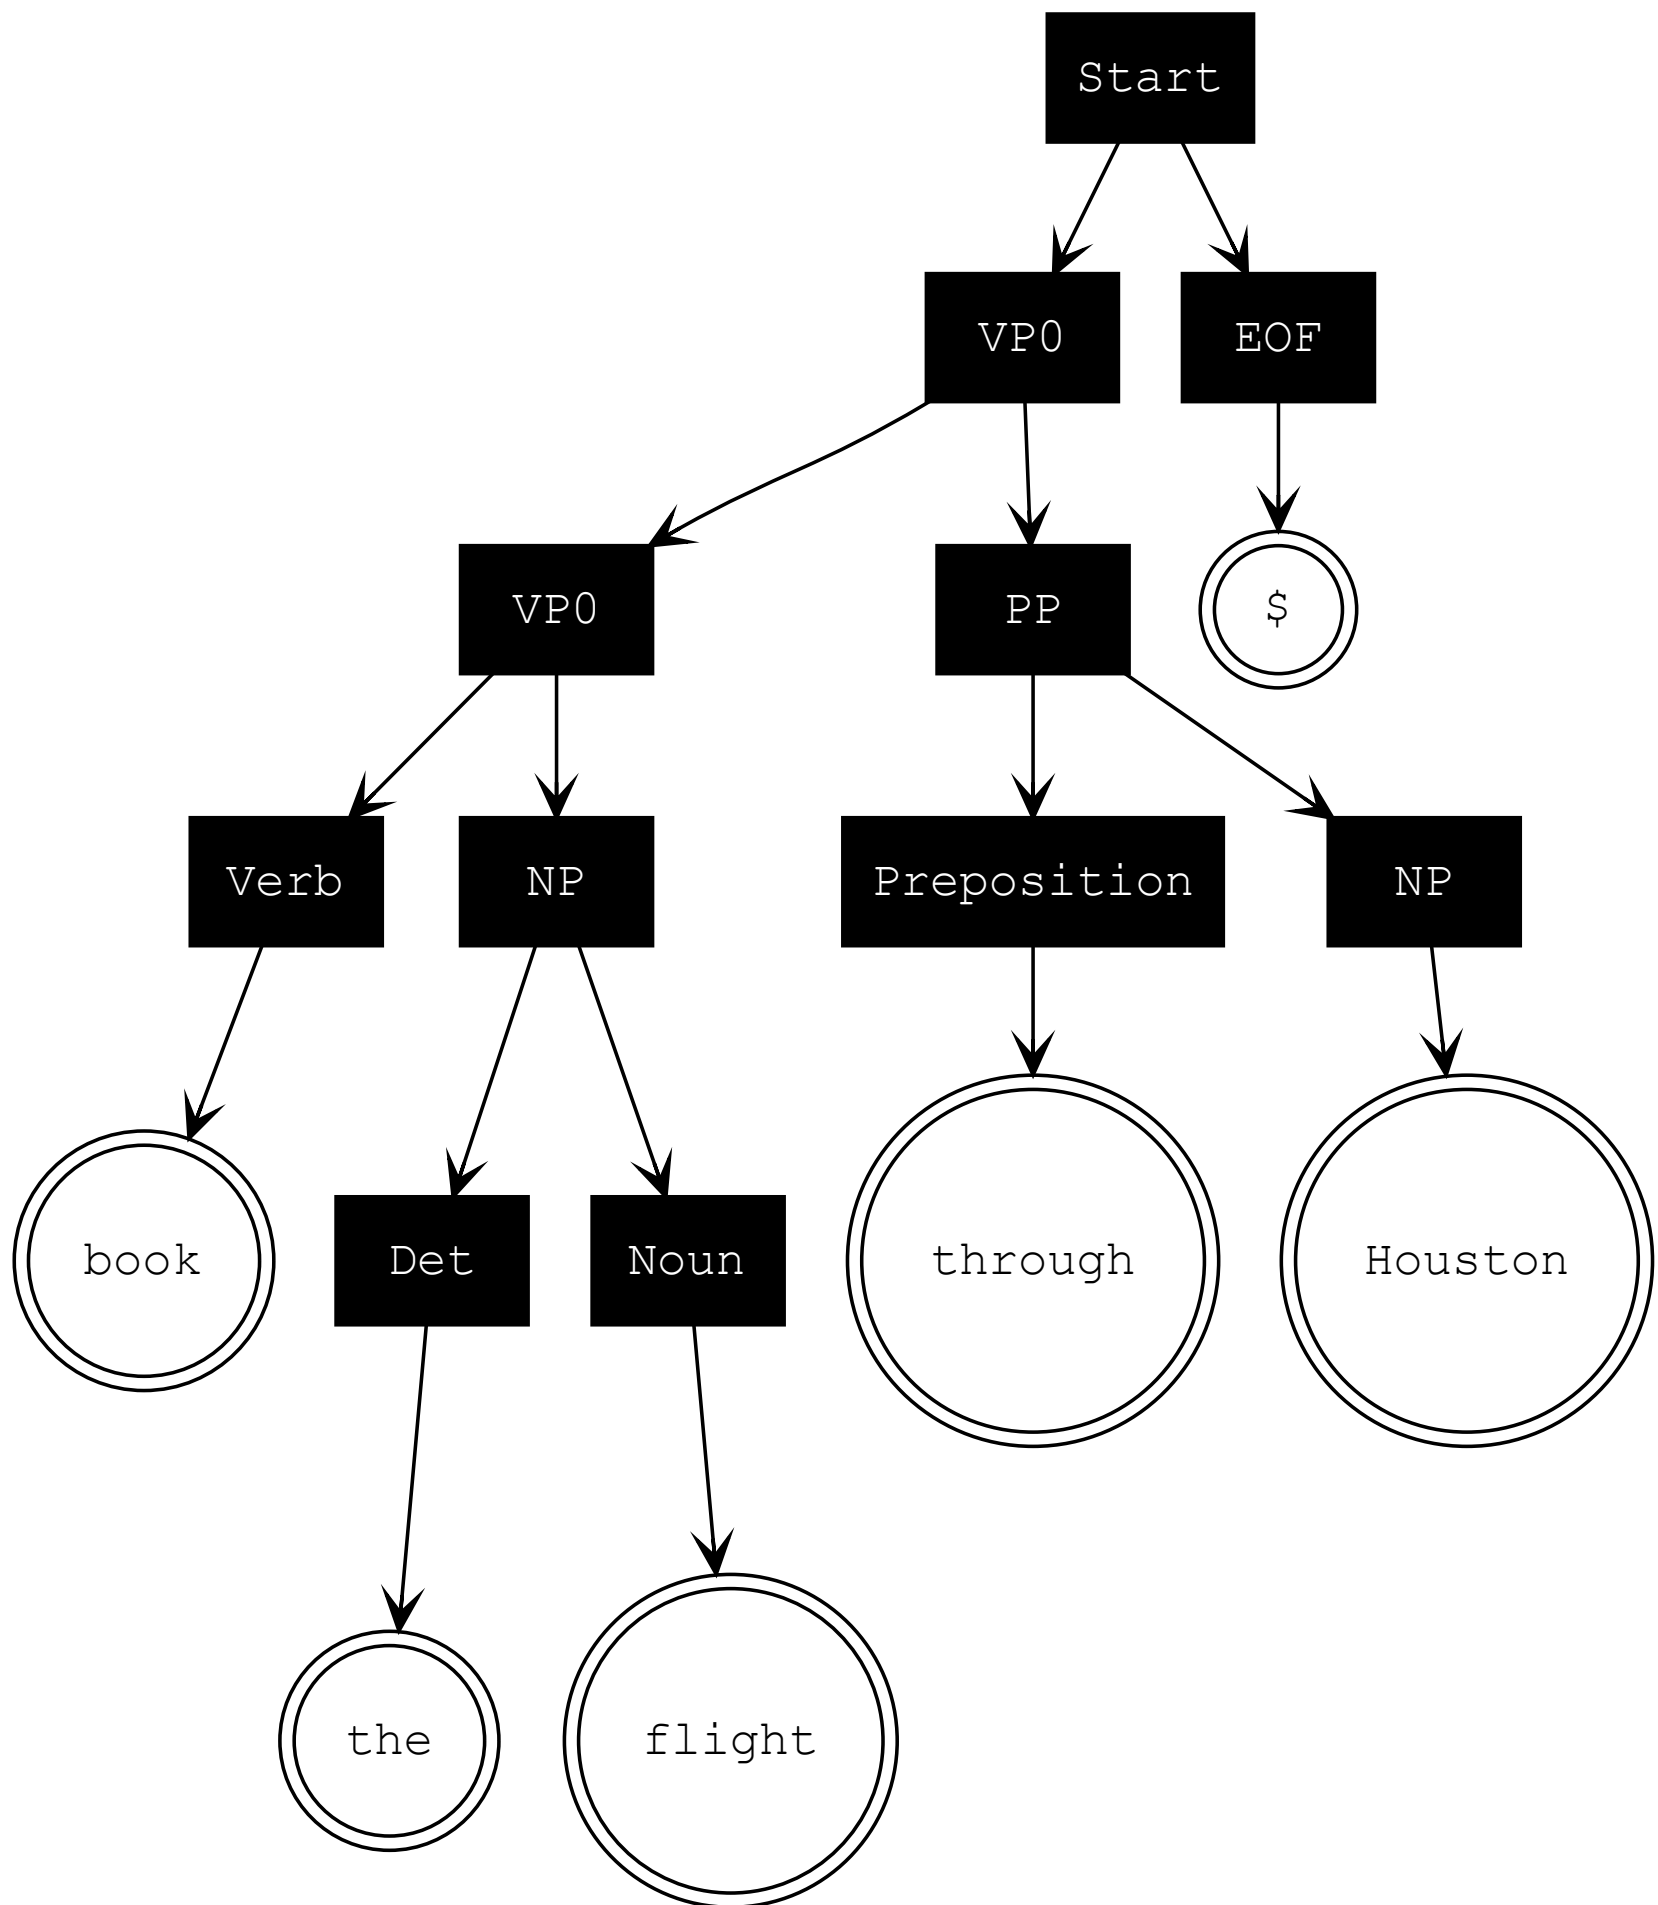 Start
VP0 EOF
VP0 PP $
Verb NP Preposition NP
book Det Noun through Houston
the flight